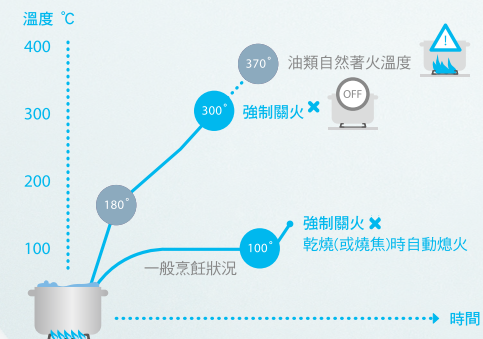 溫度 ℃
400
370°
油類自然著火溫度
!
OFF
300
300°
強制關火
200
180°
強制關火
乾燒(或燒焦)時自動熄火
100
100°
一般烹飪狀況
時間